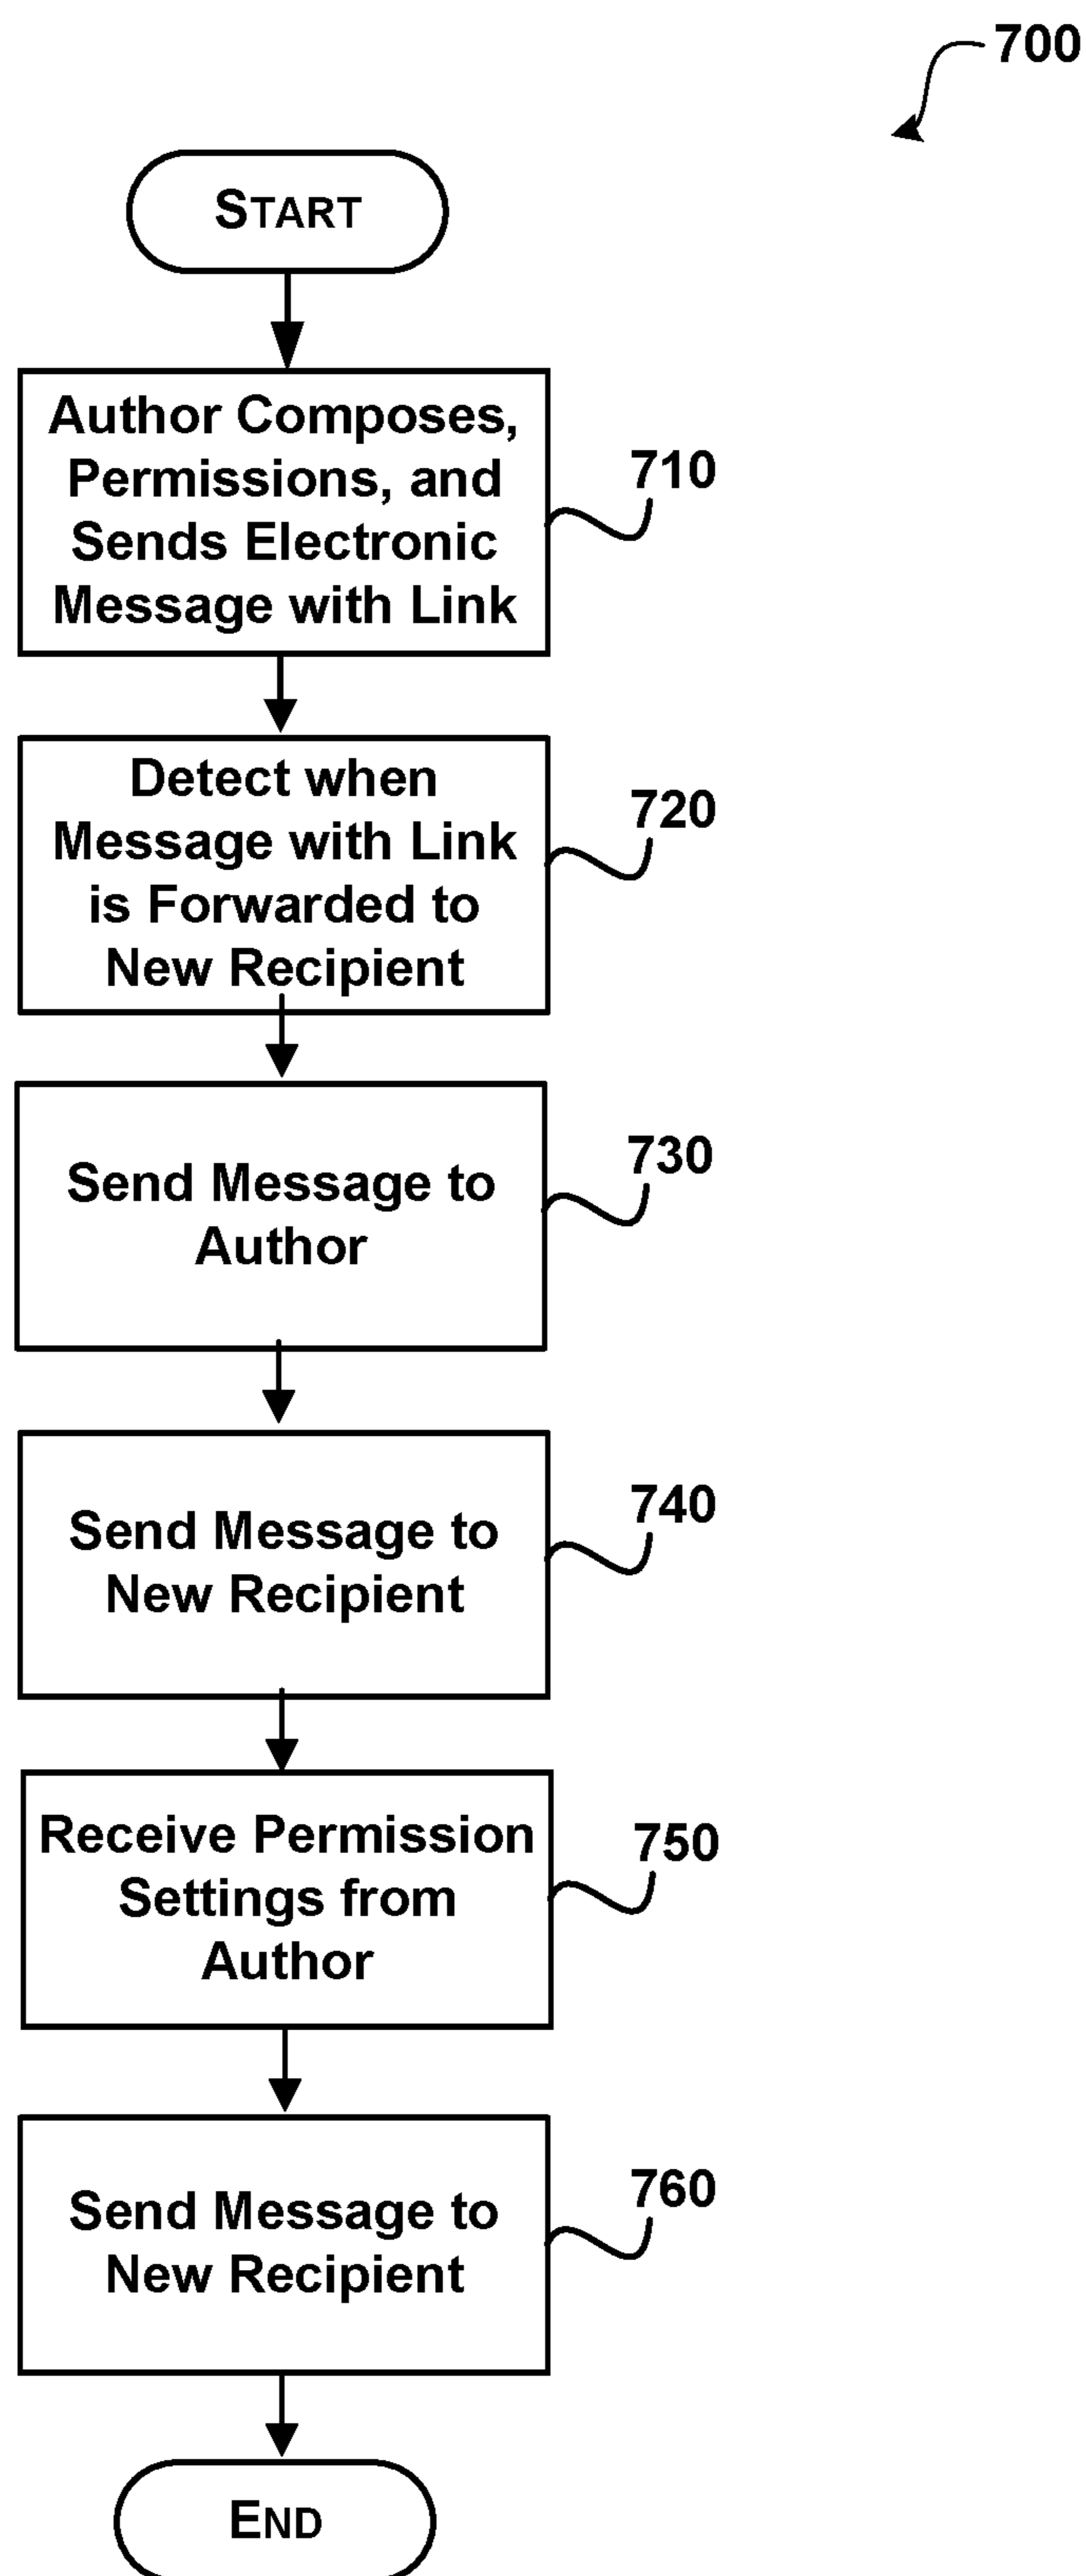 700
START
Author Composes,
Permissions, and
Sends Electronic
Message with Link
710
Detect when
Message with Link
is Forwarded to
New Recipient
720
Send Message to
Author
730
Send Message to
New Recipient
740
Receive Permission
Settings from
Author
750
Send Message to
New Recipient
760
END